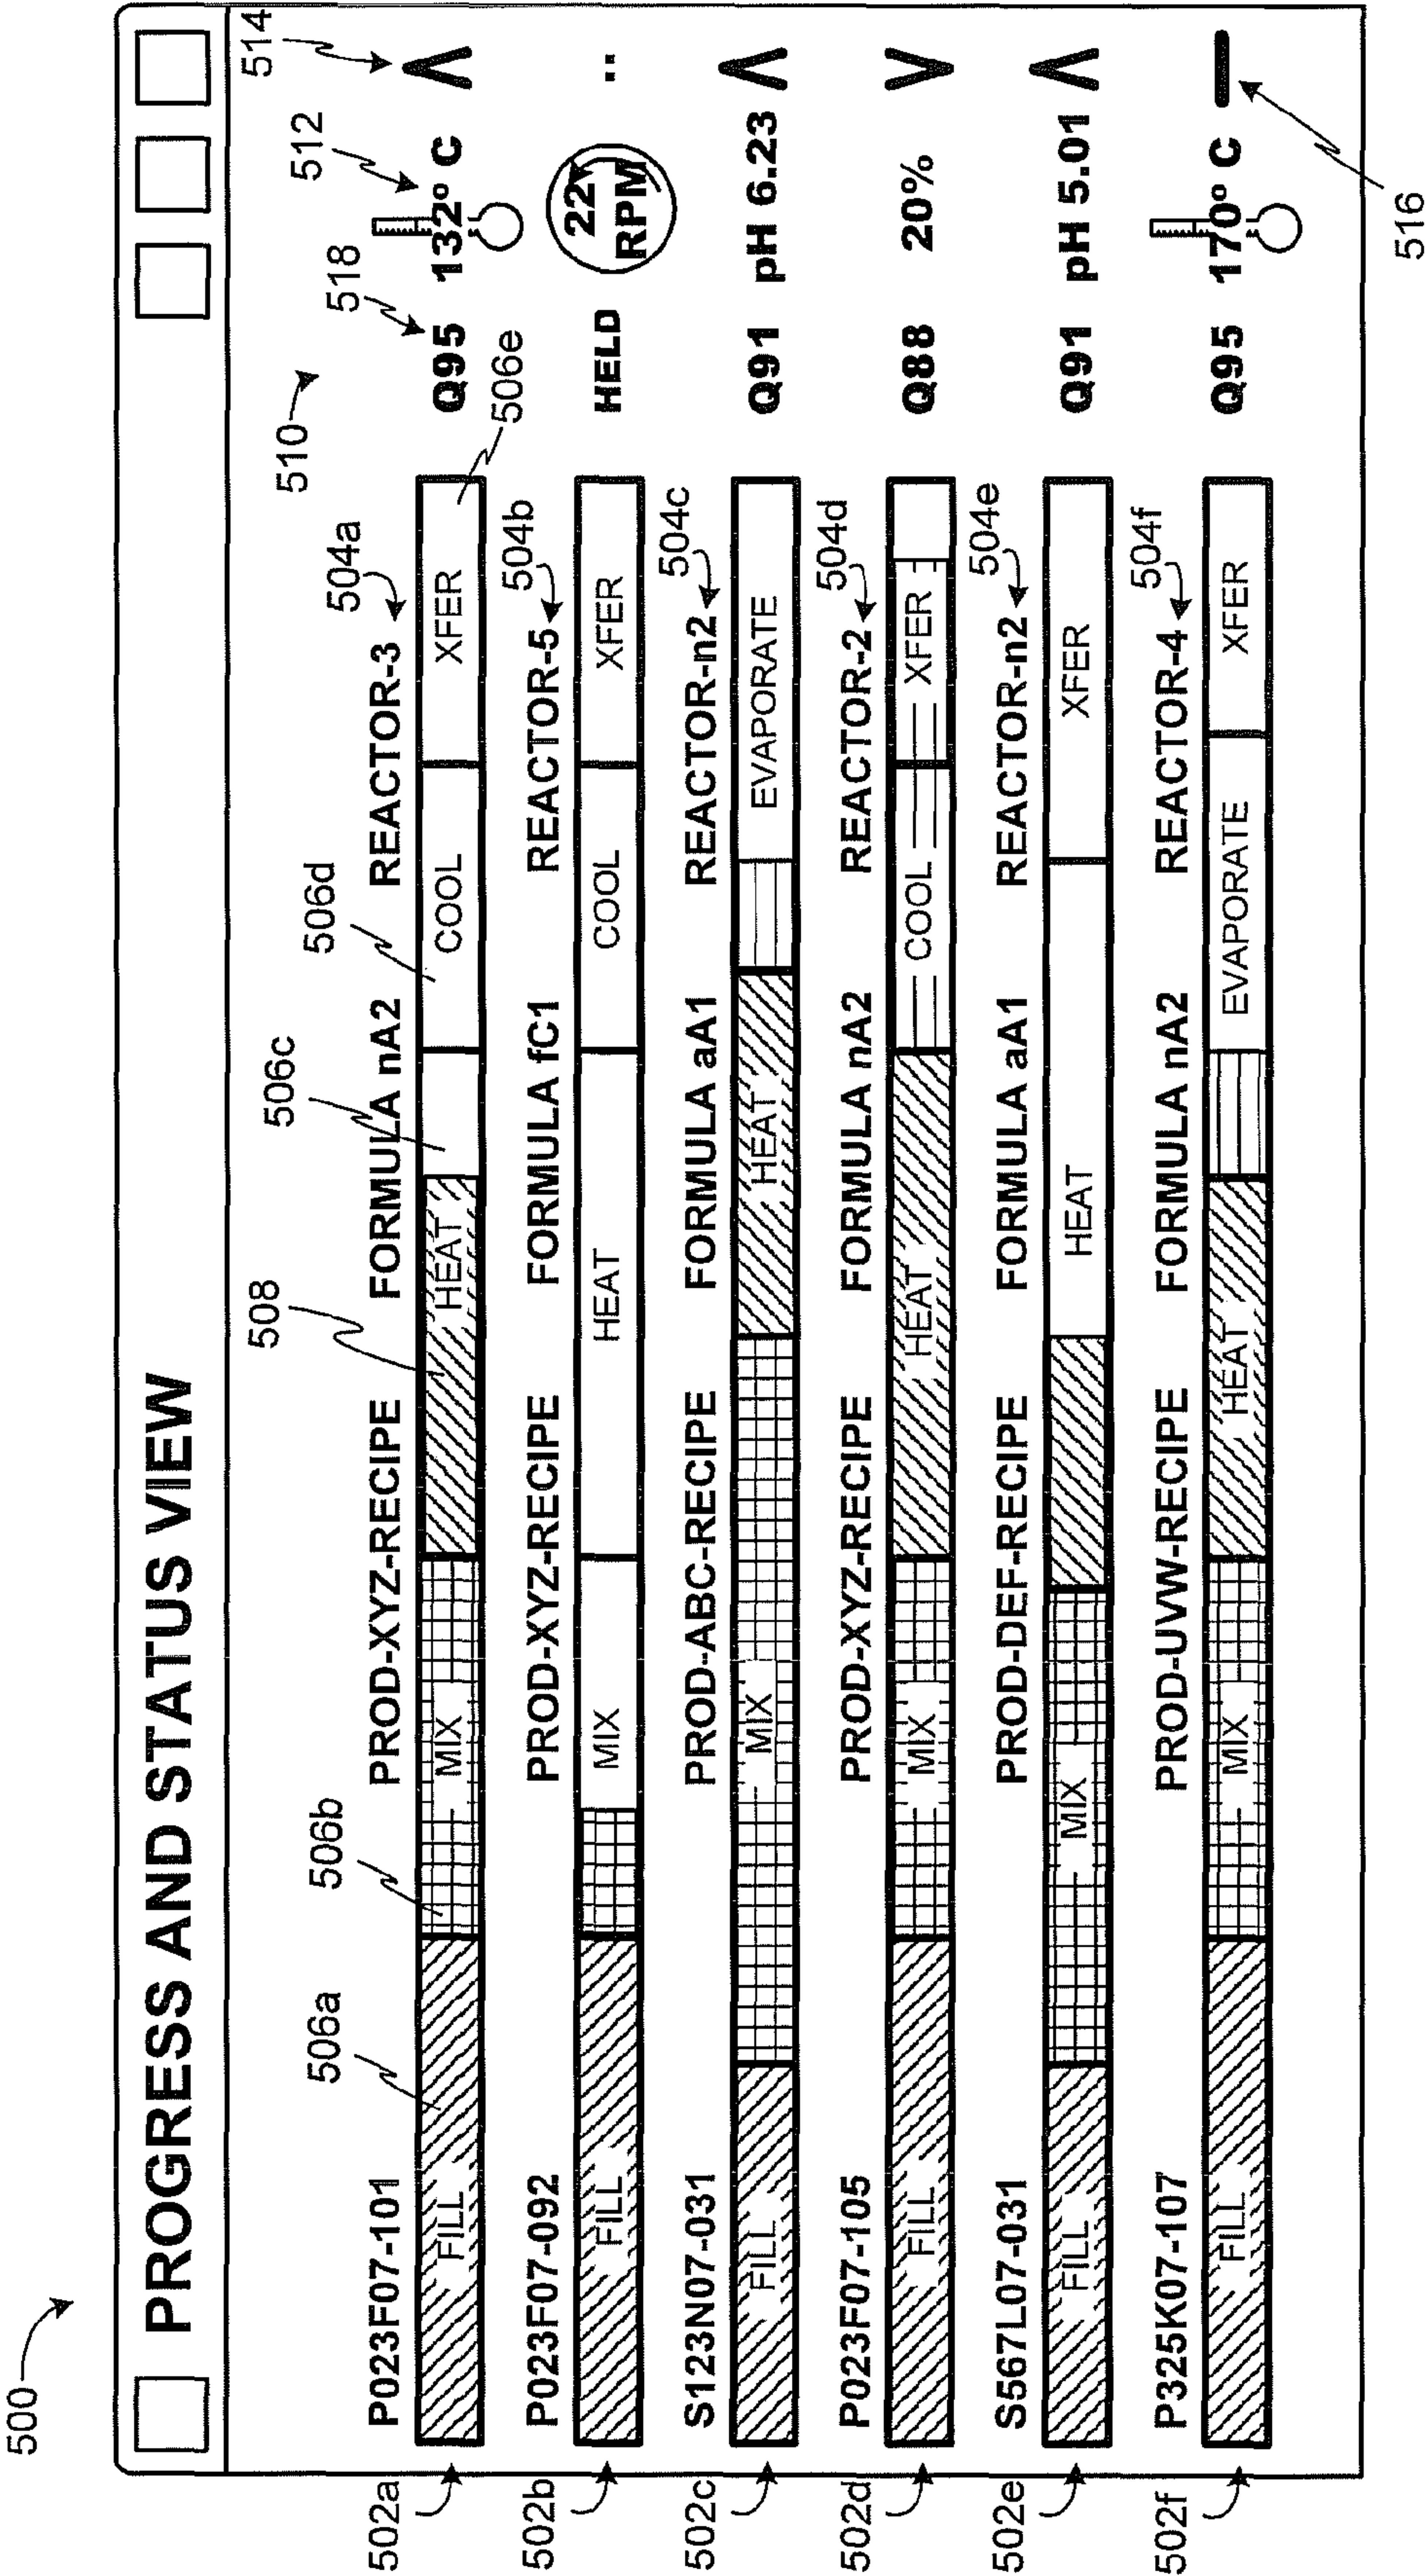 500
PROGRESS AND STATUS VIEW
510
518
512
514
504a
506a
506b
508
506c
506d
506e
P023F07-101 PROD-XYZ-RECIPE FORMULA nA2 REACTOR-3
502a
FILL MIX HEAT COOL XFER
Q95 132° C Λ
504b
P023F07-092 PROD-XYZ-RECIPE FORMULA fC1 REACTOR-5
502b
FILL MIX HEAT COOL XFER
HELD 22 RPM ..
504c
S123N07-031 PROD-ABC-RECIPE FORMULA aA1 REACTOR-n2
502c
FILL MIX HEAT EVAPORATE
Q91 pH 6.23 <
504d
P023F07-105 PROD-XYZ-RECIPE FORMULA nA2 REACTOR-2
502d
FILL MIX HEAT COOL XFER
Q88 20% >
504e
S567L07-031 PROD-DEF-RECIPE FORMULA aA1 REACTOR-n2
502e
FILL MIX HEAT XFER
Q91 pH 5.01 <
504f
P325K07-107 PROD-UVW-RECIPE FORMULA nA2 REACTOR-4
502f
FILL MIX HEAT EVAPORATE XFER
Q95 170° C
516